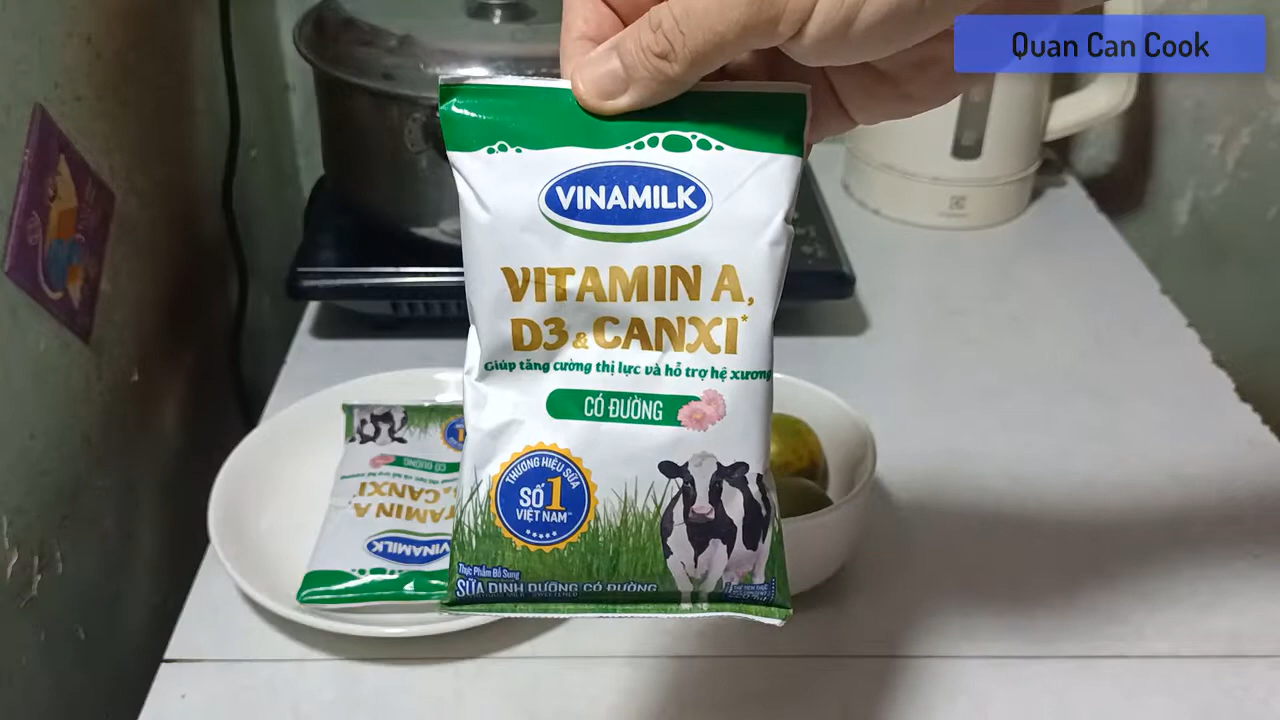 Quan Can Cook
VINAMILK
VITAMIN A,
D3 & CANXI*
Giúp tăng cường thị lực và hỗ trợ hệ xương
CÓ ĐƯỜNG
THƯƠNG HIỆU SỮA
SỐ 1
VIỆT NAM™
Thực Phẩm Bổ Sung
SỮA DINH DƯỠNG CÓ ĐƯỜNG
CÓ ĐƯỜNG
TAMIN A,
& CANXI*
VINAMILK